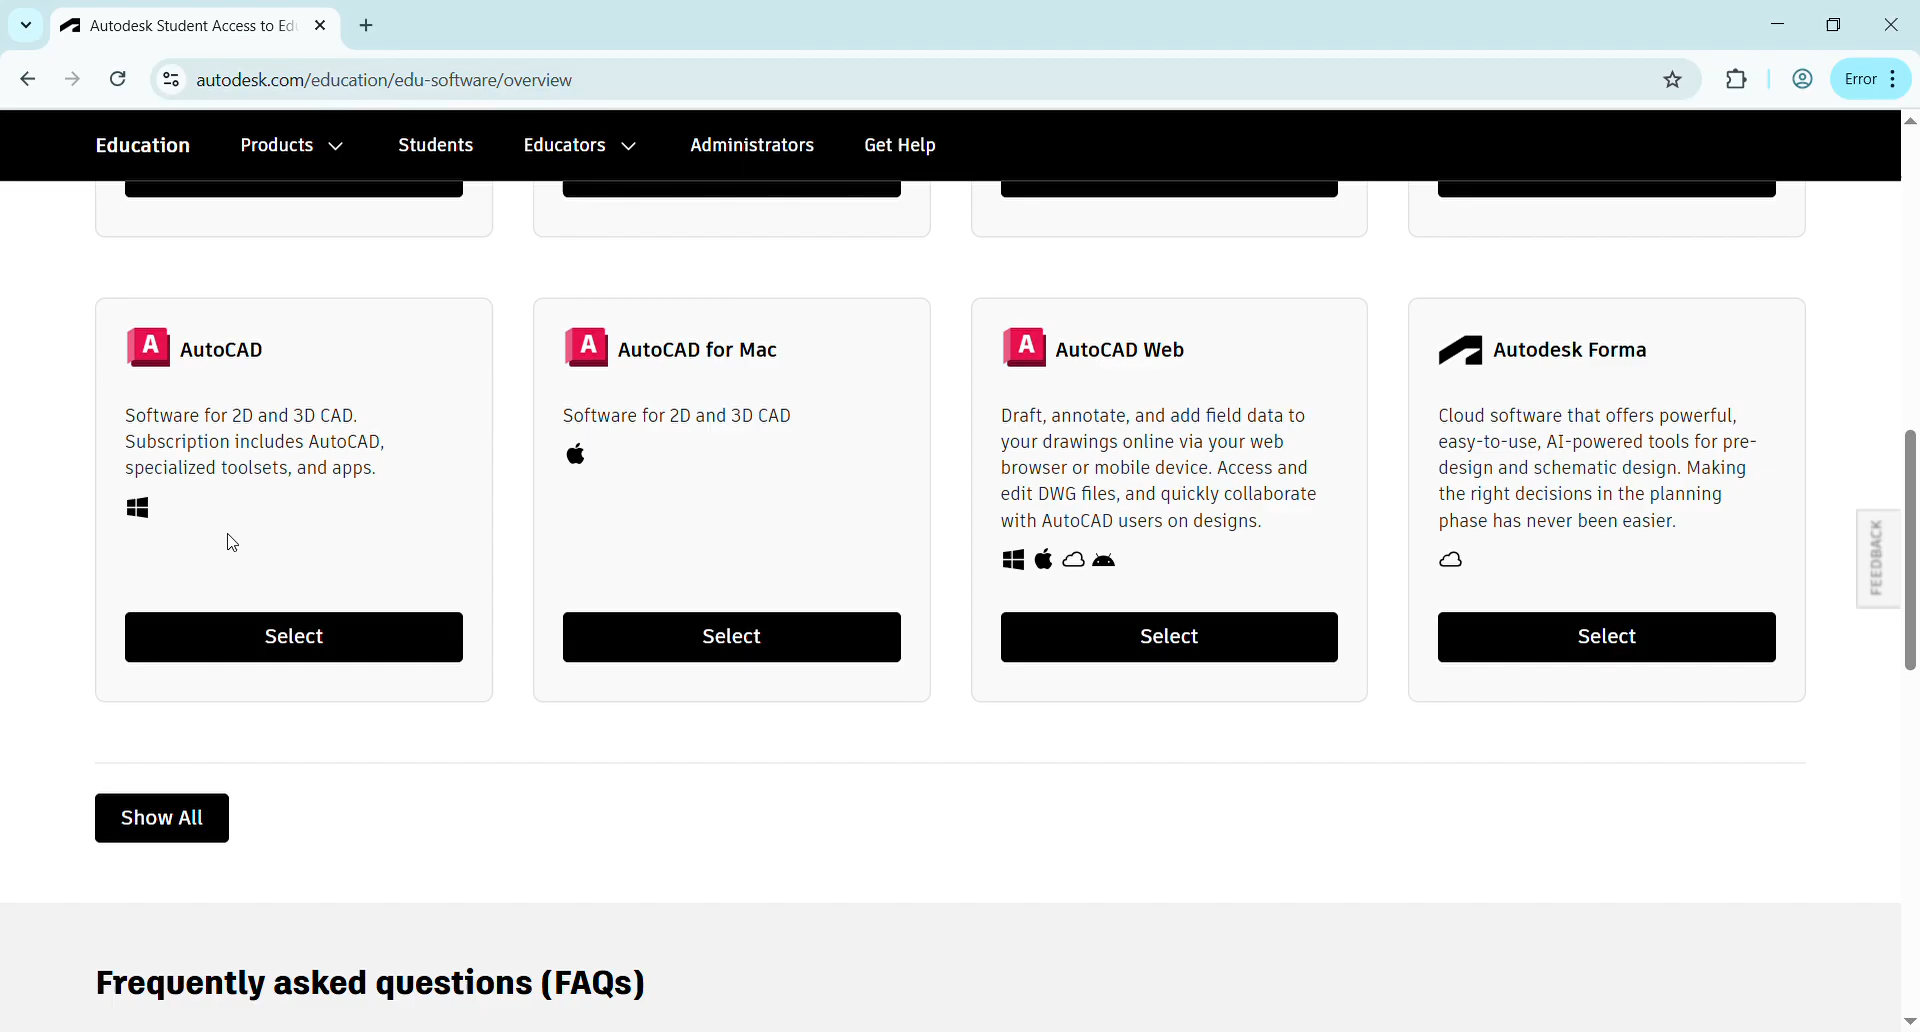 Autodesk Student Access to Edu
autodesk.com/education/edu-software/overview
Error
Education
Products
Students
Educators
Administrators
Get Help
A
AutoCAD
Software for 2D and 3D CAD.
Subscription includes AutoCAD,
specialized toolsets, and apps.
Select
A
AutoCAD for Mac
Software for 2D and 3D CAD
Select
A
AutoCAD Web
Draft, annotate, and add field data to
your drawings online via your web
browser or mobile device. Access and
edit DWG files, and quickly collaborate
with AutoCAD users on designs.
Select
Autodesk Forma
Cloud software that offers powerful,
easy-to-use, AI-powered tools for pre-
design and schematic design. Making
the right decisions in the planning
phase has never been easier.
Select
FEEDBACK
Show All
Frequently asked questions (FAQs)